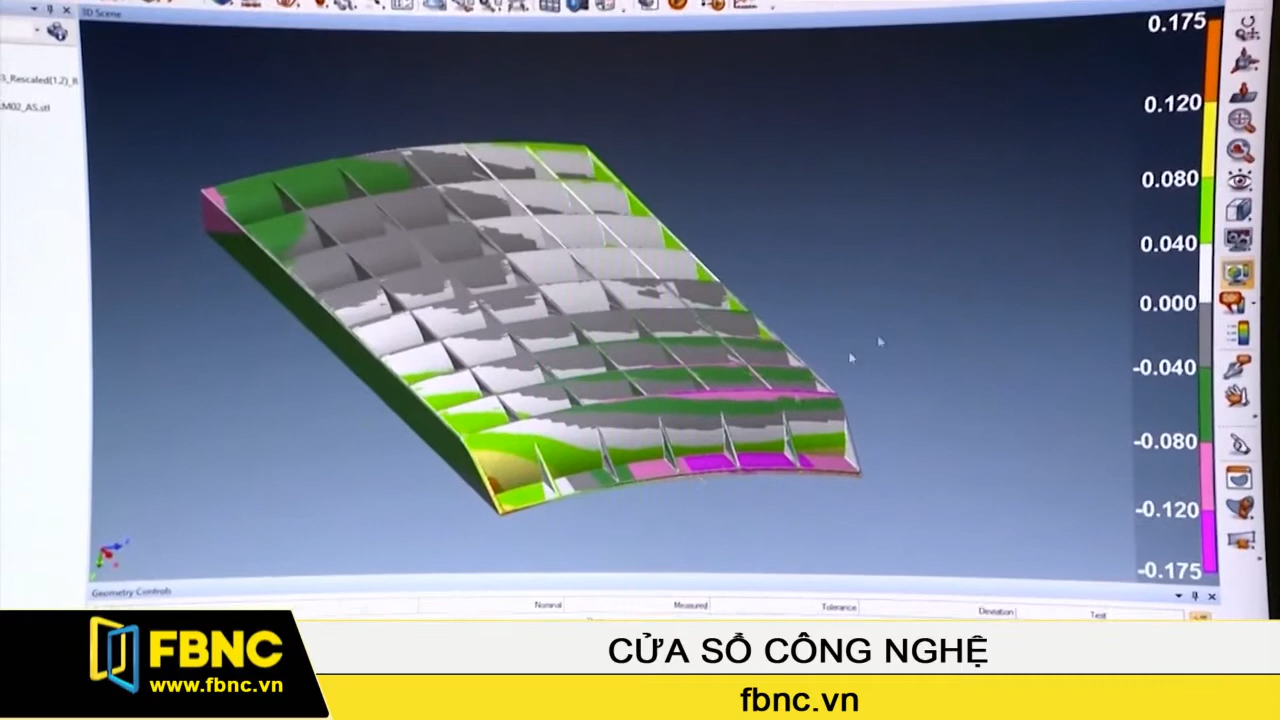 3D Scene
3_Rescaled(1,2)_R
M02_AS.stl
0.175
0.120
0.080
0.040
0.000
-0.040
-0.080
-0.120
-0.175
Geometry Controls
Nominal Measured Tolerance Deviation Test
FBNC
www.fbnc.vn
CỬA SỔ CÔNG NGHỆ
fbnc.vn